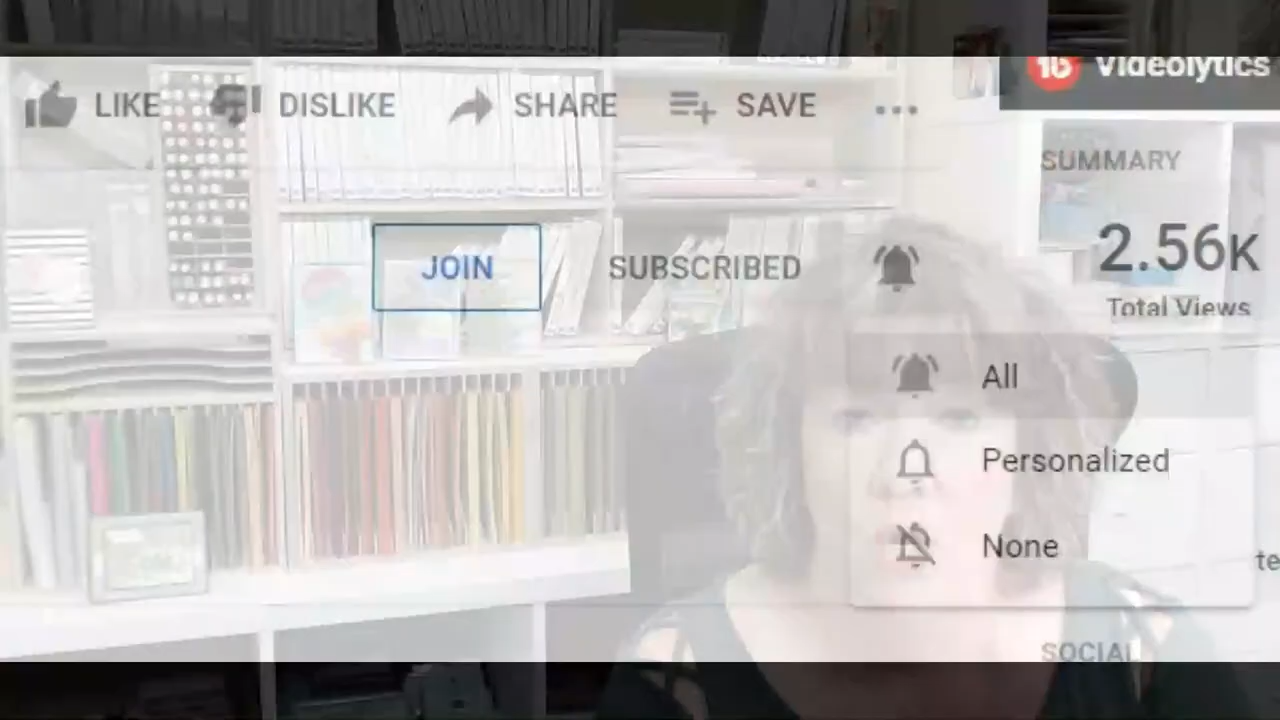 Videolytics
LIKE DISLIKE SHARE SAVE
SUMMARY
2.56K
Total Views
JOIN SUBSCRIBED
All
Personalized
None
SOCIAL